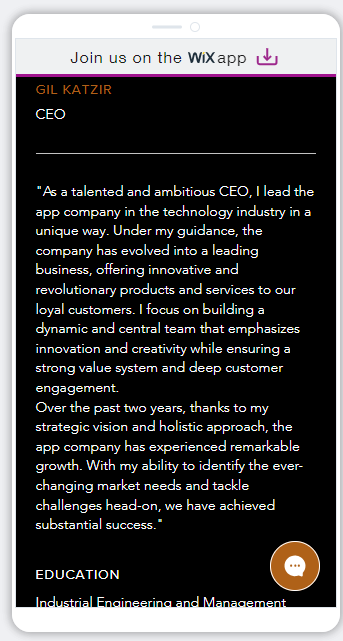 Join us on the WiX app
GIL KATZIR
CEO
"As a talented and ambitious CEO, I lead the
app company in the technology industry in a
unique way. Under my guidance, the
company has evolved into a leading
business, offering innovative and
revolutionary products and services to our
loyal customers. I focus on building a
dynamic and central team that emphasizes
innovation and creativity while ensuring a
strong value system and deep customer
engagement.
Over the past two years, thanks to my
strategic vision and holistic approach, the
app company has experienced remarkable
growth. With my ability to identify the ever-
changing market needs and tackle
challenges head-on, we have achieved
substantial success."
EDUCATION
Industrial Engineering and Management